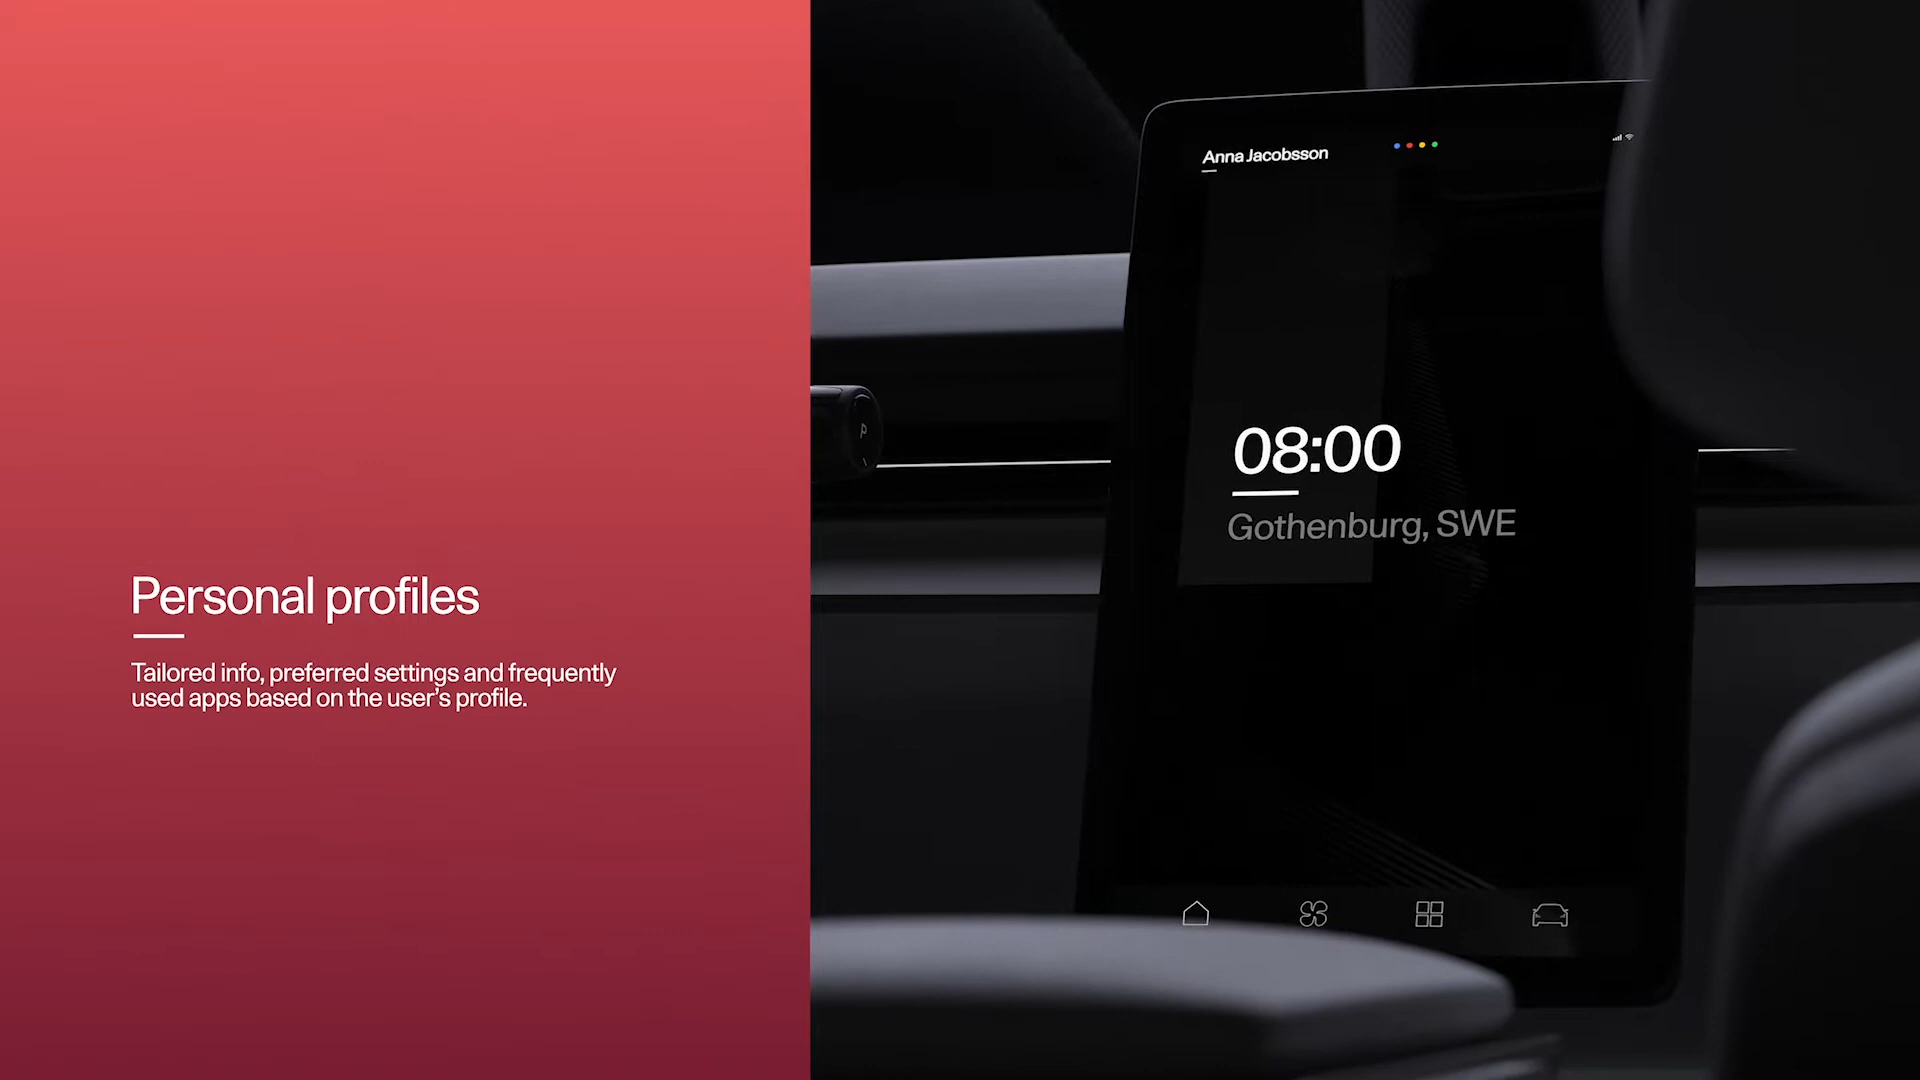 Personal profiles
Tailored info, preferred settings and frequently
used apps based on the user’s profile.
Anna Jacobsson
08:00
Gothenburg, SWE
P